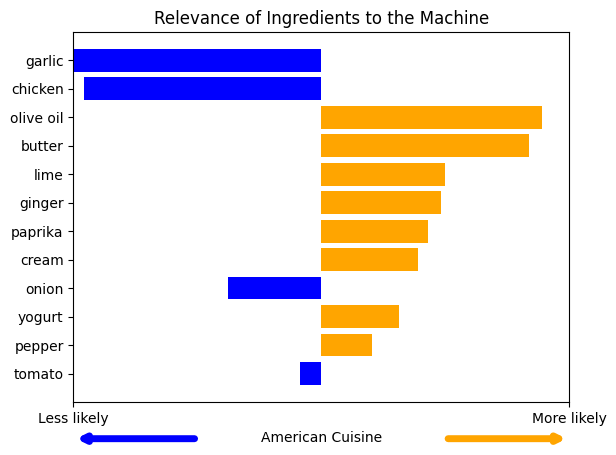 Relevance of Ingredients to the Machine
garlic
chicken
olive oil
butter
lime
ginger
paprika
cream
onion
yogurt
pepper
tomato
Less likely
More likely
American Cuisine